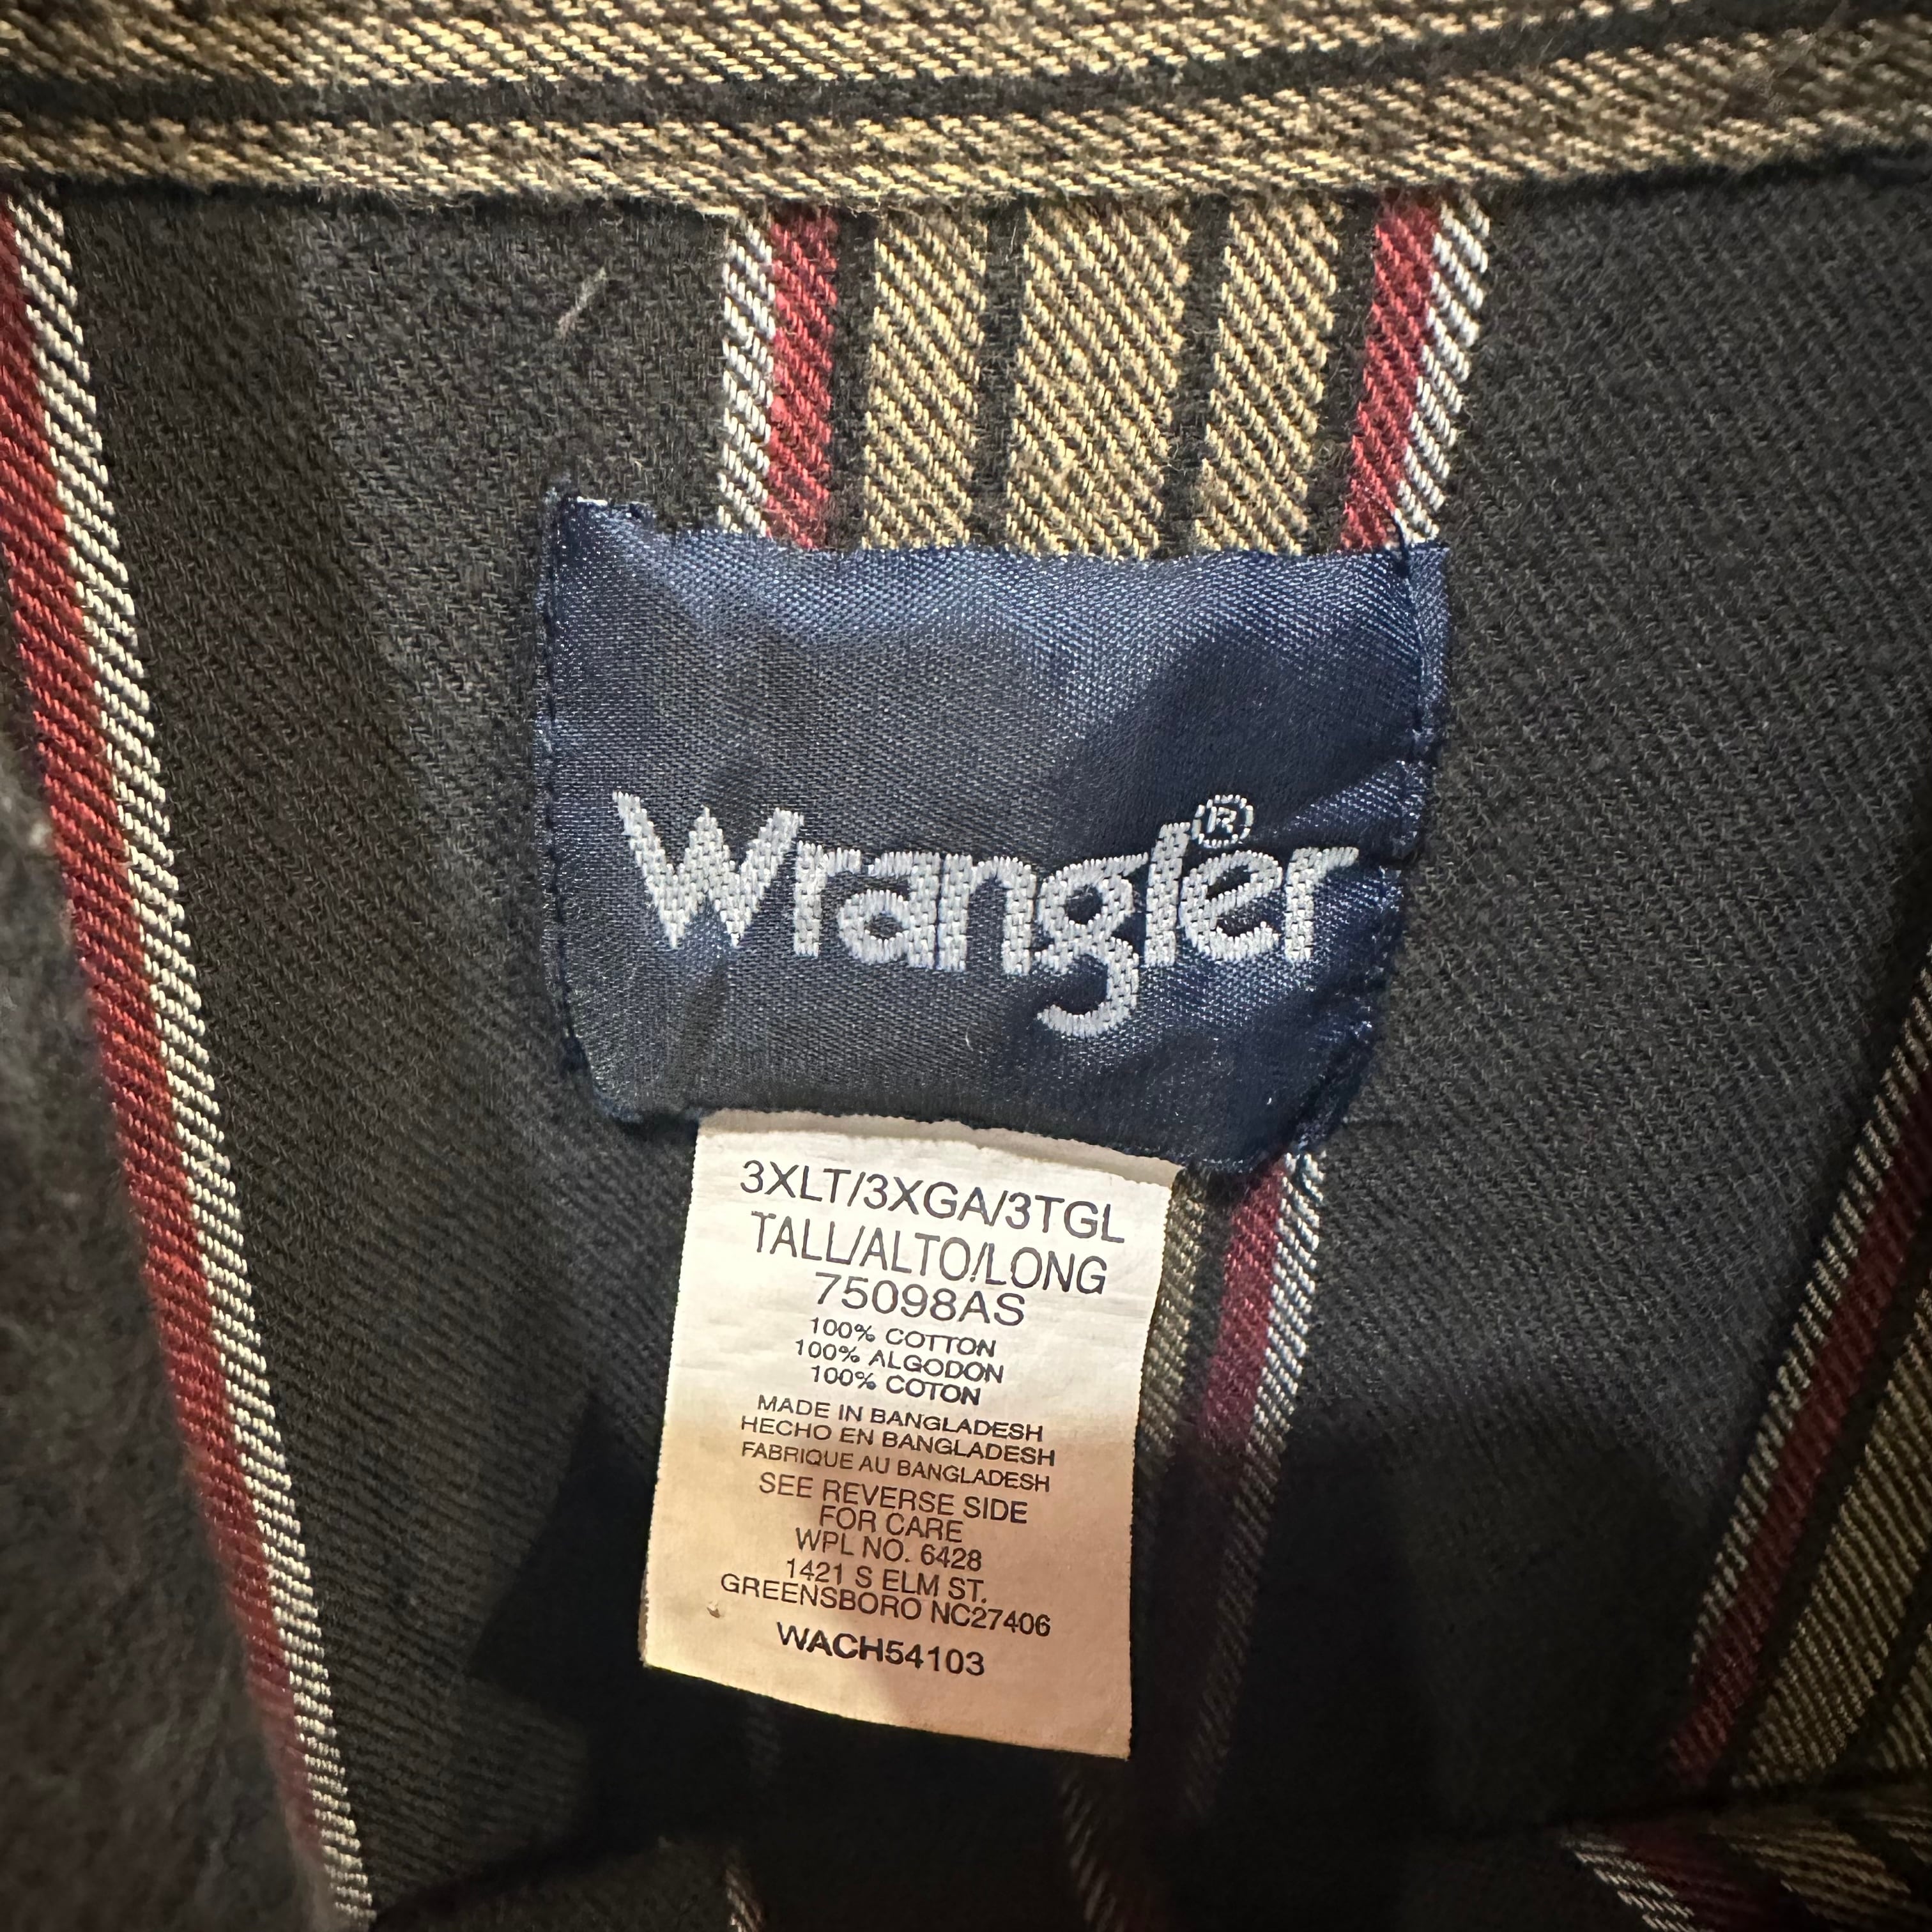 Wrangler®
3XLT/3XGA/3TGL
TALL/ALTO/LONG
75098AS
100% COTTON
100% ALGODON
100% COTON
MADE IN BANGLADESH
HECHO EN BANGLADESH
FABRIQUE AU BANGLADESH
SEE REVERSE SIDE
FOR CARE
WPL NO. 6428
1421 S ELM ST.
GREENSBORO NC27406
WACH54103